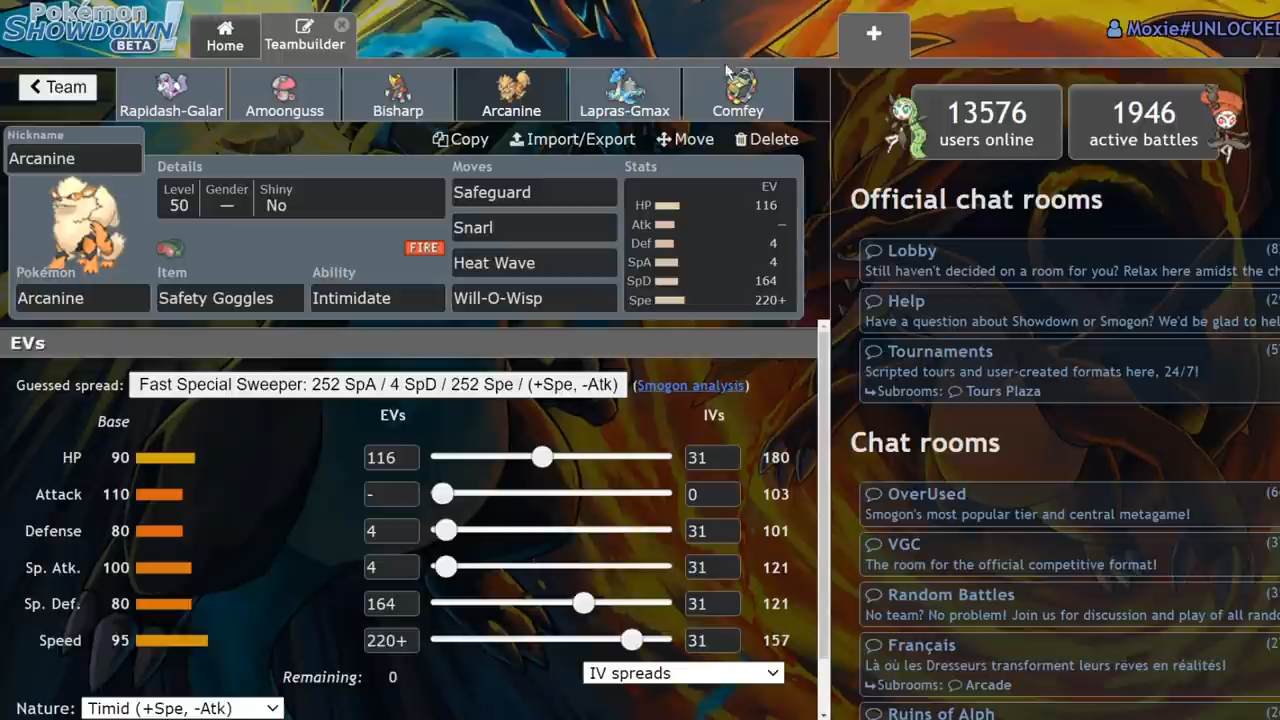 Pokémon
SHOWDOWN!
BETA
Home
Teambuilder
+
Moxie#UNLOCKED
< Team
Rapidash-Galar
Amoonguss
Bisharp
Arcanine
Lapras-Gmax
Comfey
Copy
Import/Export
Move
Delete
Nickname
Arcanine
Details
Level Gender Shiny
50 — No
FIRE
Pokémon Item Ability
Arcanine Safety Goggles Intimidate
Moves
Safeguard
Snarl
Heat Wave
Will-O-Wisp
Stats
EV
HP 116
Atk –
Def 4
SpA 4
SpD 164
Spe 220+
EVs
Guessed spread: Fast Special Sweeper: 252 SpA / 4 SpD / 252 Spe / (+Spe, -Atk) (Smogon analysis)
Base EVs IVs
HP 90 116 31 180
Attack 110 - 0 103
Defense 80 4 31 101
Sp. Atk. 100 4 31 121
Sp. Def. 80 164 31 121
Speed 95 220+ 31 157
Remaining: 0 IV spreads
Nature: Timid (+Spe, -Atk)
13576
users online
1946
active battles
Official chat rooms
Lobby (8
Still haven't decided on a room for you? Relax here amidst the ch
Help (2
Have a question about Showdown or Smogon? We'd be glad to hel
Tournaments (5
Scripted tours and user-created formats here, 24/7!
↳Subrooms: Tours Plaza
Chat rooms
OverUsed (6
Smogon's most popular tier and central metagame!
VGC (3
The room for the official competitive format!
Random Battles (3
No team? No problem! Join us for discussion and play of all rando
Français (2
Là où les Dresseurs transforment leurs rêves en réalités!
↳Subrooms: Arcade
Ruins of Alph (2